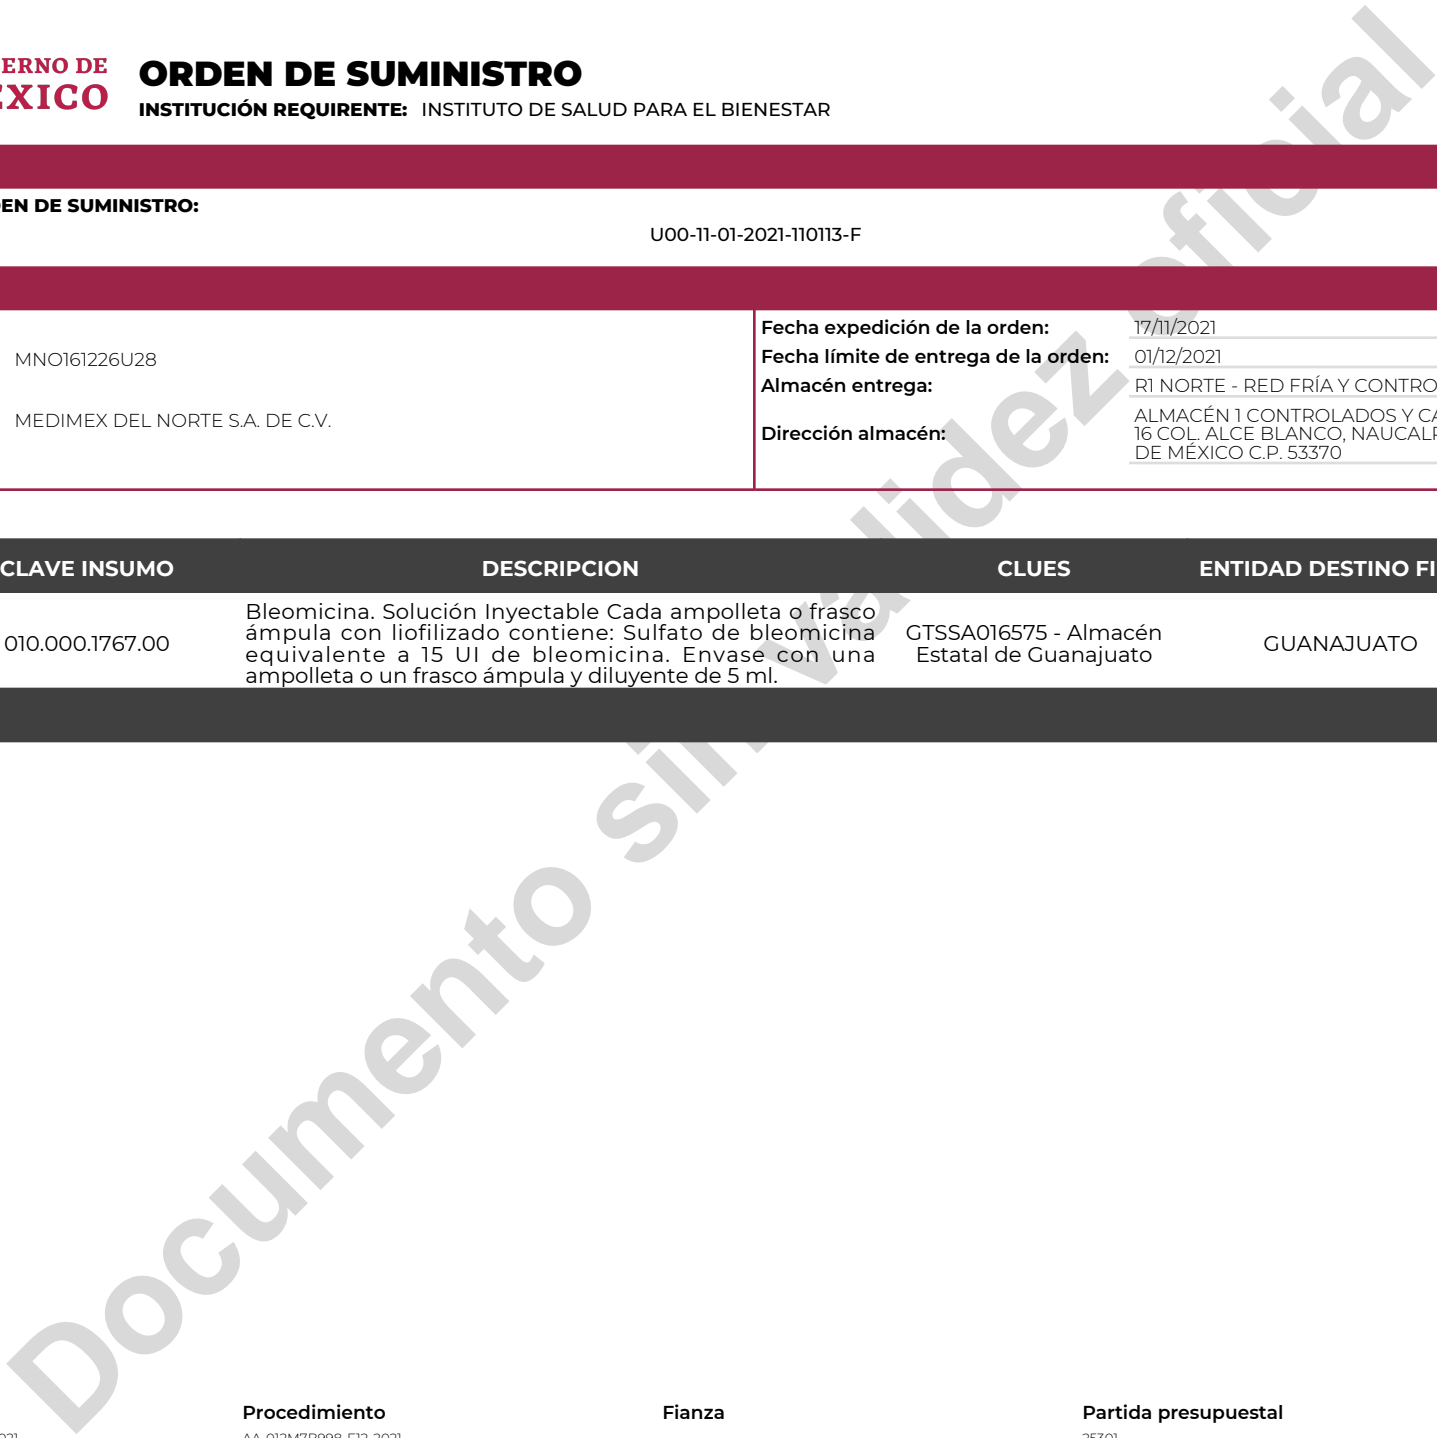 ERNO DE
XICO
ORDEN DE SUMINISTRO
INSTITUCIÓN REQUIRENTE: INSTITUTO DE SALUD PARA EL BIENESTAR
EN DE SUMINISTRO:
U00-11-01-2021-110113-F
MNO161226U28
MEDIMEX DEL NORTE S.A. DE C.V.
Fecha expedición de la orden: 17/11/2021
Fecha límite de entrega de la orden: 01/12/2021
Almacén entrega: R1 NORTE - RED FRÍA Y CONTRO
Dirección almacén: ALMACÉN 1 CONTROLADOS Y CA
16 COL. ALCE BLANCO, NAUCALP
DE MÉXICO C.P. 53370
CLAVE INSUMO DESCRIPCION CLUES ENTIDAD DESTINO FI
010.000.1767.00
Bleomicina. Solución Inyectable Cada ampolleta o frasco
ámpula con liofilizado contiene: Sulfato de bleomicina
equivalente a 15 UI de bleomicina. Envase con una
ampolleta o un frasco ámpula y diluyente de 5 ml.
GTSSA016575 - Almacén
Estatal de Guanajuato
GUANAJUATO
Documento sin validez oficial
Procedimiento Fianza Partida presupuestal